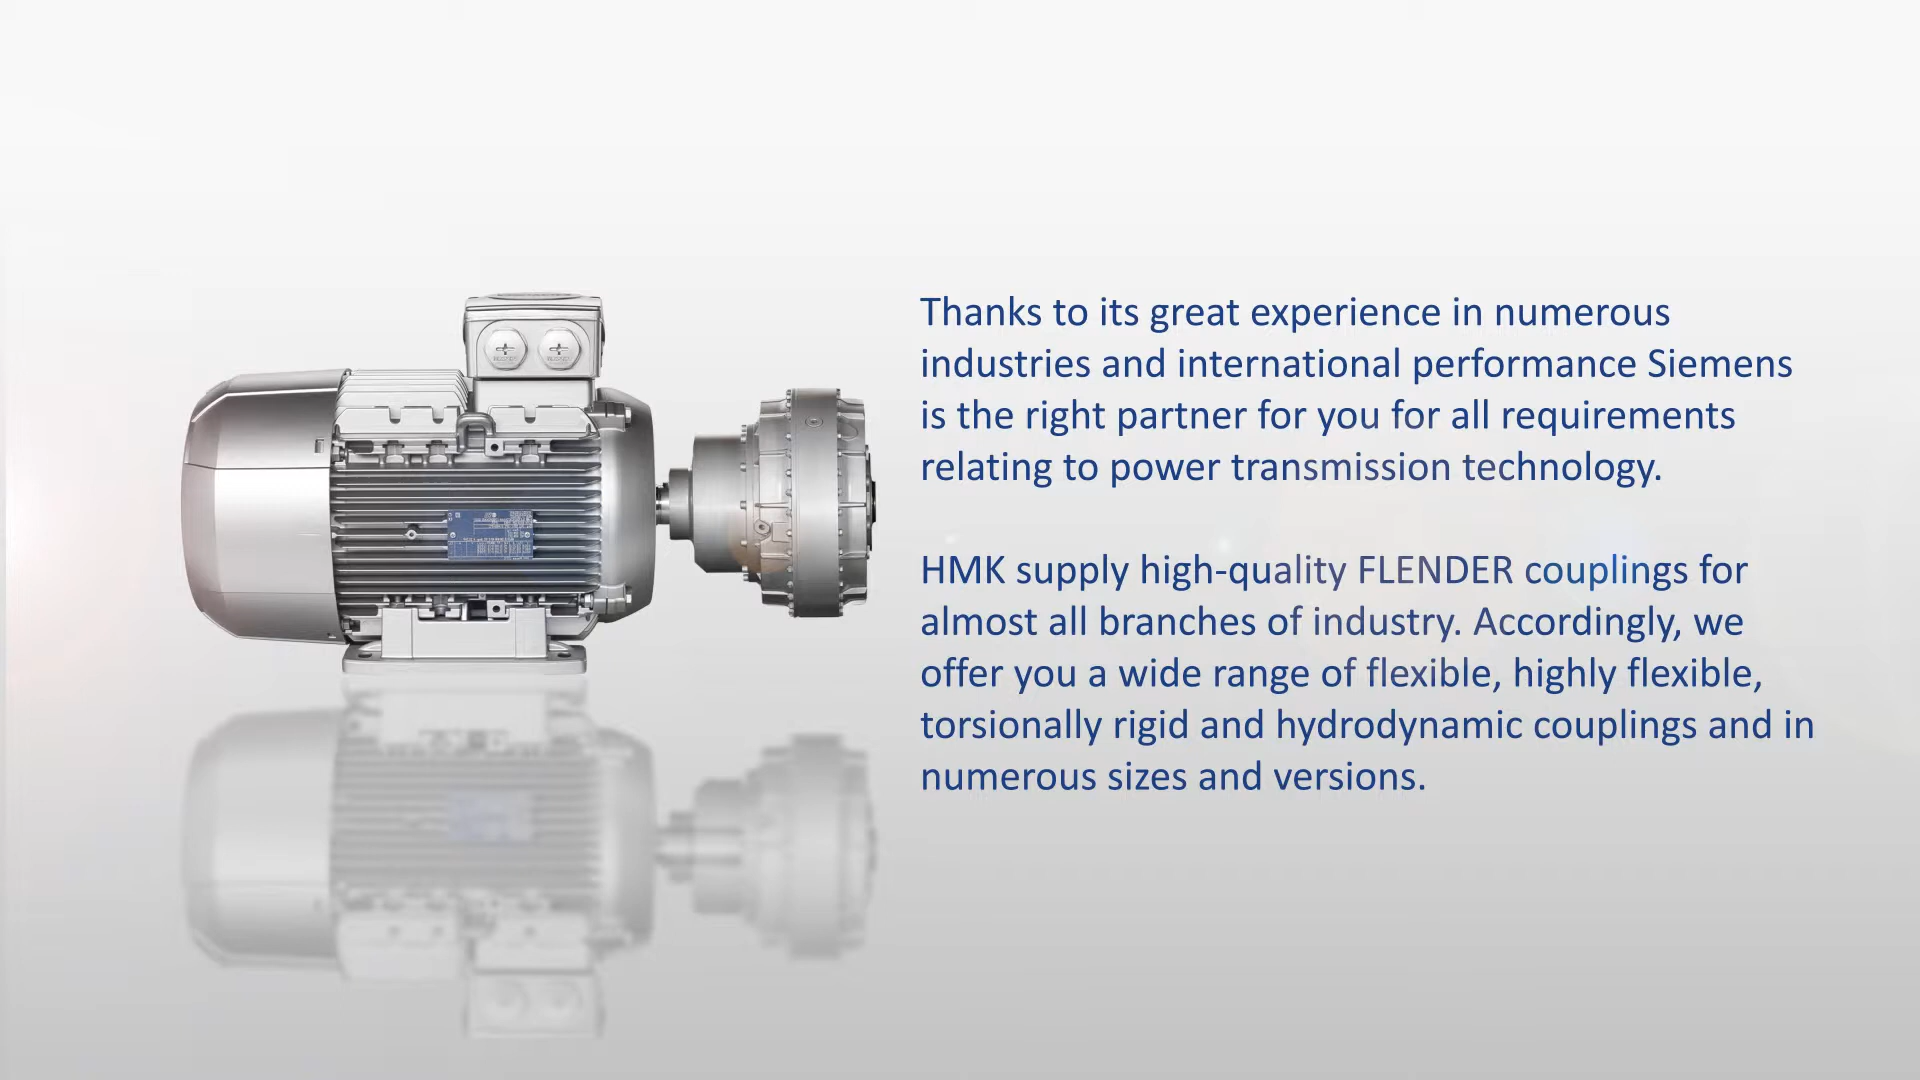 Thanks to its great experience in numerous
industries and international performance Siemens
is the right partner for you for all requirements
relating to power transmission technology.
HMK supply high-quality FLENDER couplings for
almost all branches of industry. Accordingly, we
offer you a wide range of flexible, highly flexible,
torsionally rigid and hydrodynamic couplings and in
numerous sizes and versions.